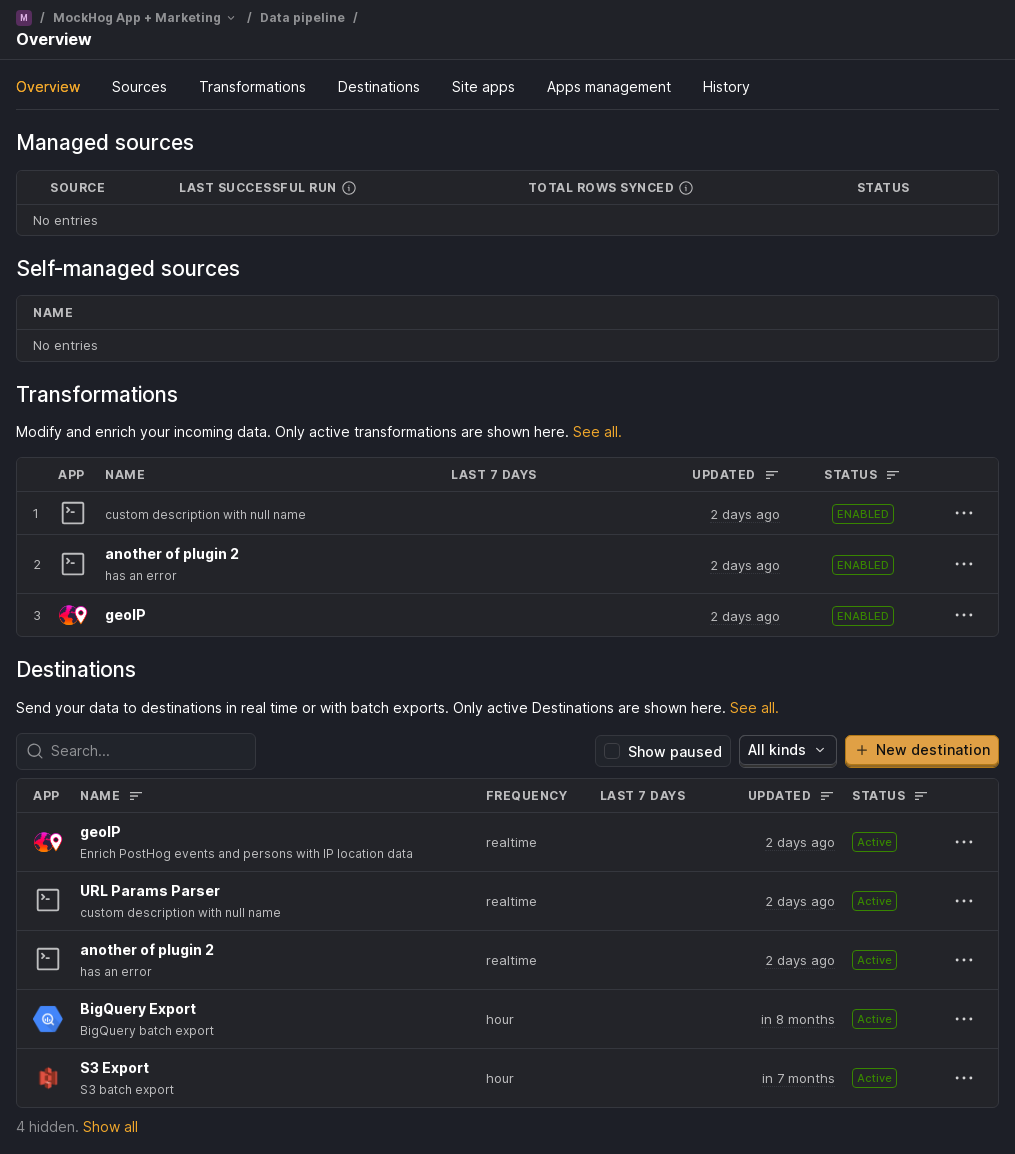 M / MockHog App + Marketing / Data pipeline /
Overview
Overview Sources Transformations Destinations Site apps Apps management History
Managed sources
SOURCE LAST SUCCESSFUL RUN TOTAL ROWS SYNCED STATUS
No entries
Self-managed sources
NAME
No entries
Transformations
Modify and enrich your incoming data. Only active transformations are shown here. See all.
APP NAME LAST 7 DAYS UPDATED STATUS
1 custom description with null name 2 days ago ENABLED
another of plugin 2
2 2 days ago ENABLED
has an error
3 geoIP 2 days ago ENABLED
Destinations
Send your data to destinations in real time or with batch exports. Only active Destinations are shown here. See all.
Search... Show paused All kinds New destination
APP NAME FREQUENCY LAST 7 DAYS UPDATED STATUS
geoIP
realtime 2 days ago Active
Enrich PostHog events and persons with IP location data
URL Params Parser
realtime 2 days ago Active
custom description with null name
another of plugin 2
realtime 2 days ago Active
has an error
BigQuery Export
hour in 8 months Active
BigQuery batch export
S3 Export
hour in 7 months Active
S3 batch export
4 hidden. Show all